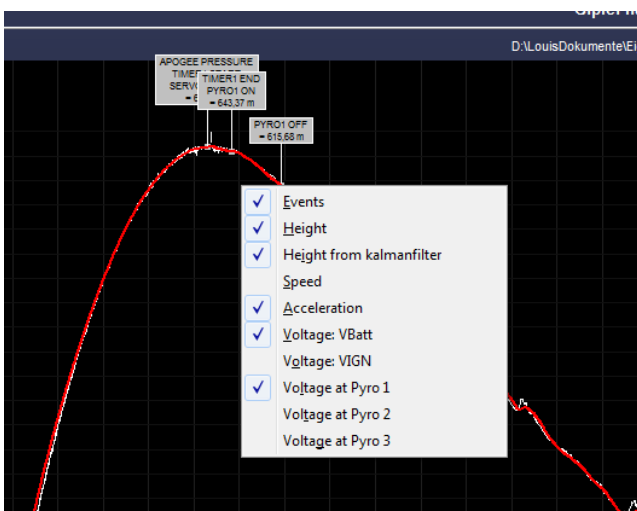 D:\LouisDokumente\Ei
APOGEE PRESSURE
TIMER1 END
PYRO1 ON
= 643,37 m
PYRO1 OFF
= 615,68 m
Events
Height
Height from kalmanfilter
Speed
Acceleration
Voltage: VBatt
Voltage: VIGN
Voltage at Pyro 1
Voltage at Pyro 2
Voltage at Pyro 3